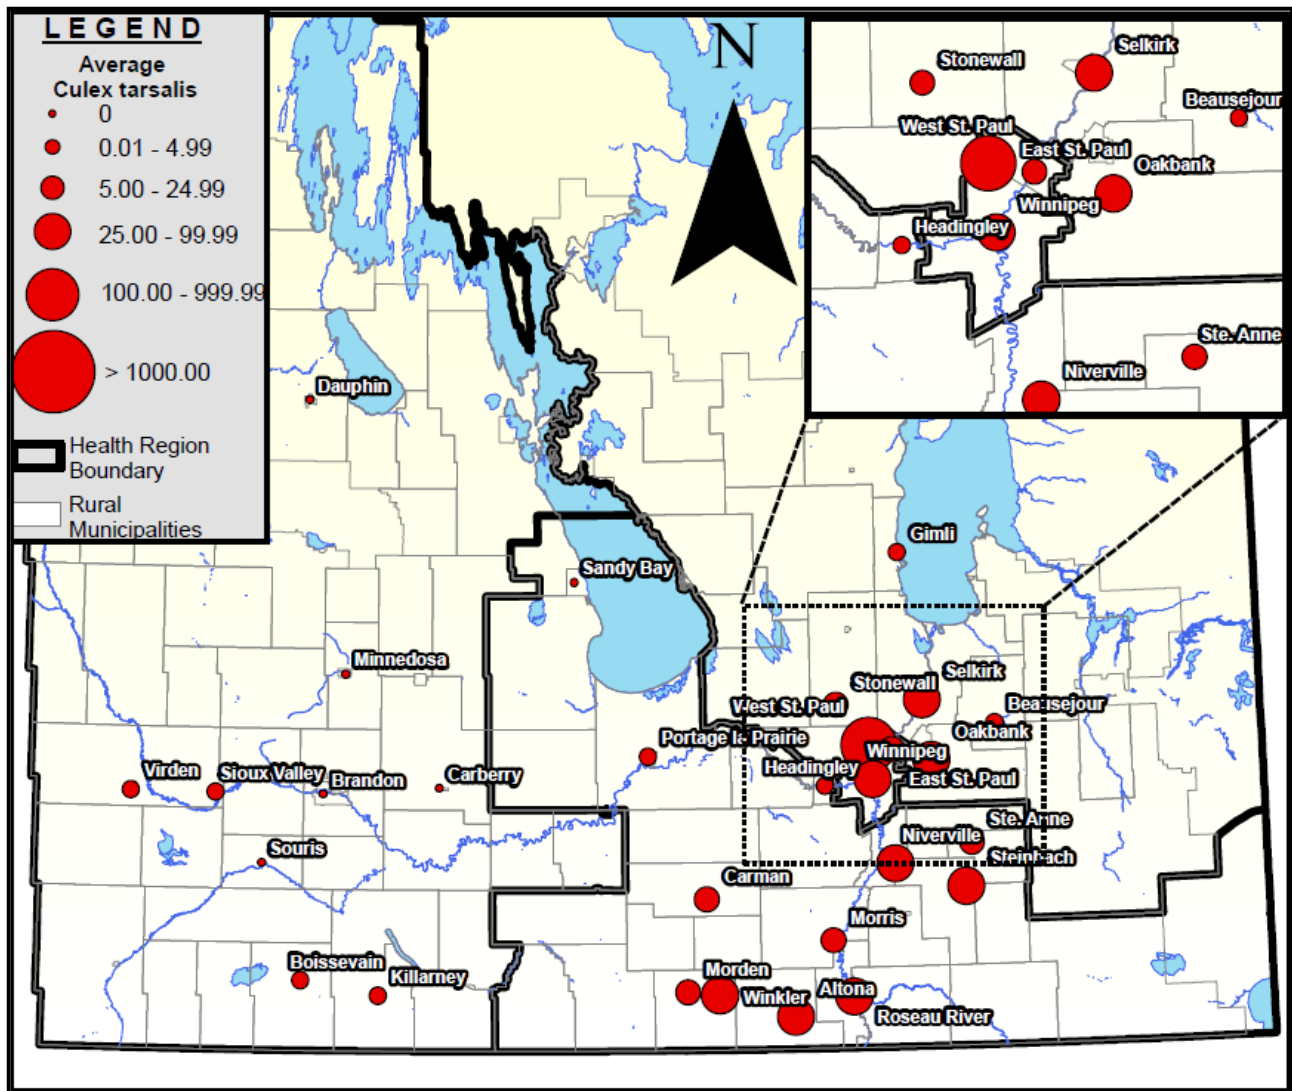 LEGEND
Average
Culex tarsalis
0
0.01 - 4.99
5.00 - 24.99
25.00 - 99.99
100.00 - 999.99
> 1000.00
Health Region
Boundary
Rural
Municipalities
N
Stonewall
Selkirk
Beausejour
West St. Paul
East St. Paul
Oakbank
Winnipeg
Headingley
Ste. Anne
Niverville
Dauphin
Gimli
Sandy Bay
Minnedosa
Stonewall
Selkirk
West St. Paul
Beausejour
Oakbank
Portage la Prairie
Winnipeg
Headingley
East St. Paul
Virden
Sioux Valley
Brandon
Carberry
Ste. Anne
Niverville
Souris
Steinbach
Carman
Morris
Boissevain
Killarney
Morden
Winkler
Altona
Roseau River